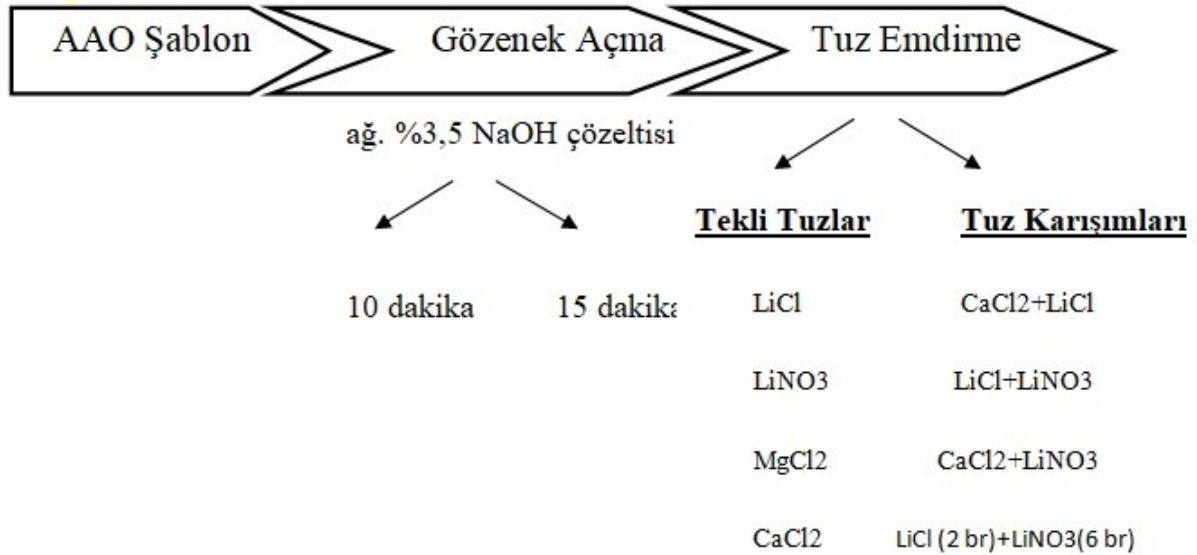 AAO Şablon
Gözenek Açma
Tuz Emdirme
ağ. %3,5 NaOH çözeltisi
10 dakika
15 dakika
Tekli Tuzlar
LiCl
LiNO3
MgCl2
CaCl2
Tuz Karışımları
CaCl2+LiCl
LiCl+LiNO3
CaCl2+LiNO3
LiCl (2 br)+LiNO3(6 br)